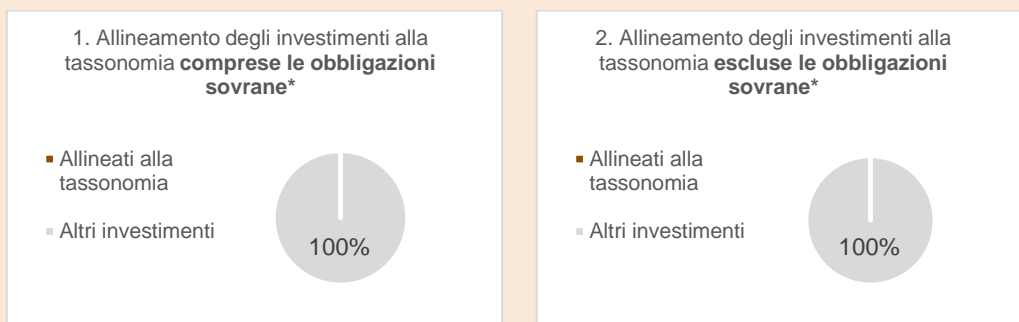 1. Allineamento degli investimenti alla
tassonomia comprese le obbligazioni
sovrane*
Allineati alla
tassonomia
Altri investimenti
100%
2. Allineamento degli investimenti alla
tassonomia escluse le obbligazioni
sovrane*
Allineati alla
tassonomia
Altri investimenti
100%